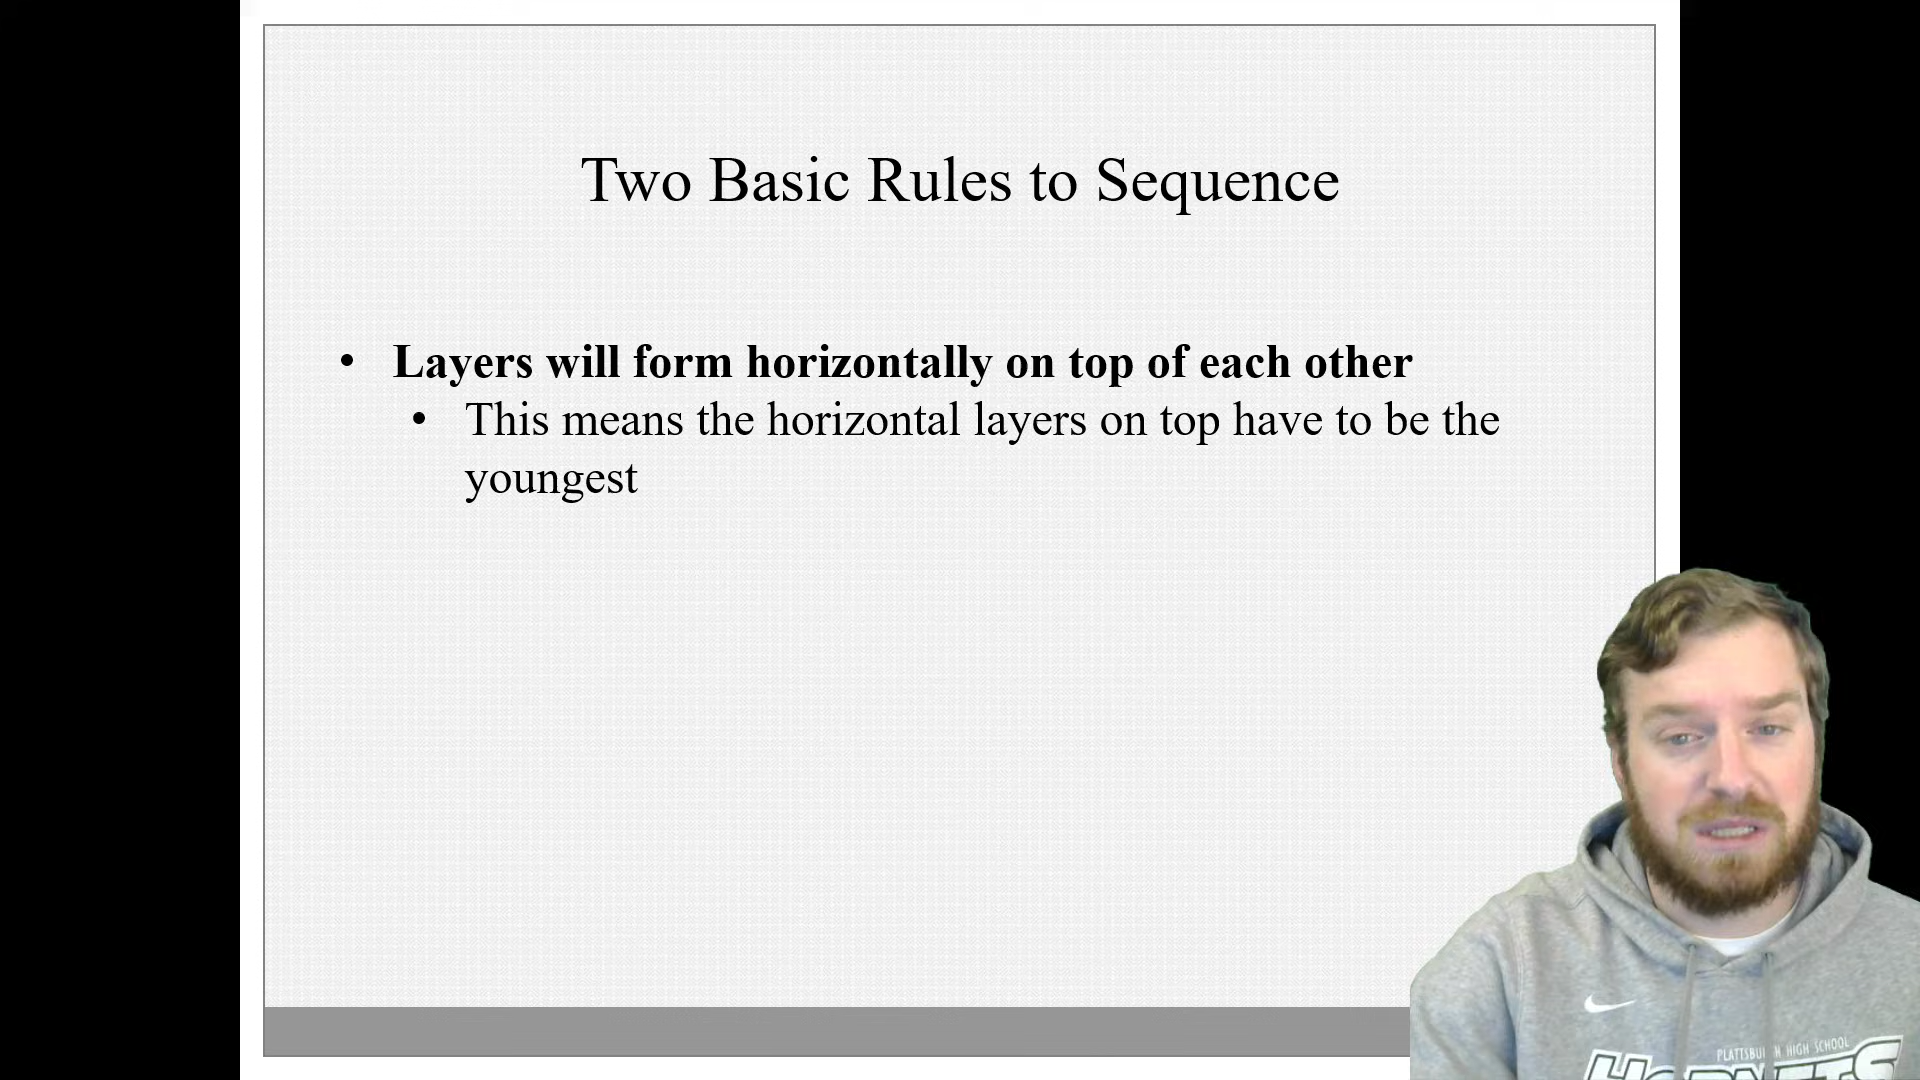 Two Basic Rules to Sequence
• Layers will form horizontally on top of each other
• This means the horizontal layers on top have to be the
youngest
HIGH SCHOOL
HORNETS